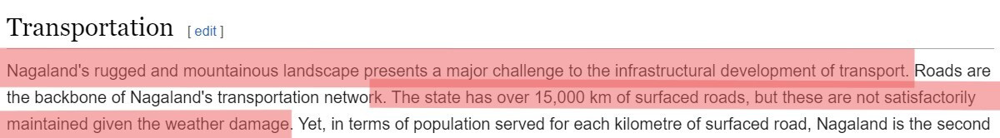 Transportation [ edit ]
Nagaland's rugged and mountainous landscape presents a major challenge to the infrastructural development of transport. Roads are
the backbone of Nagaland's transportation network. The state has over 15,000 km of surfaced roads, but these are not satisfactorily
maintained given the weather damage. Yet, in terms of population served for each kilometre of surfaced road, Nagaland is the second